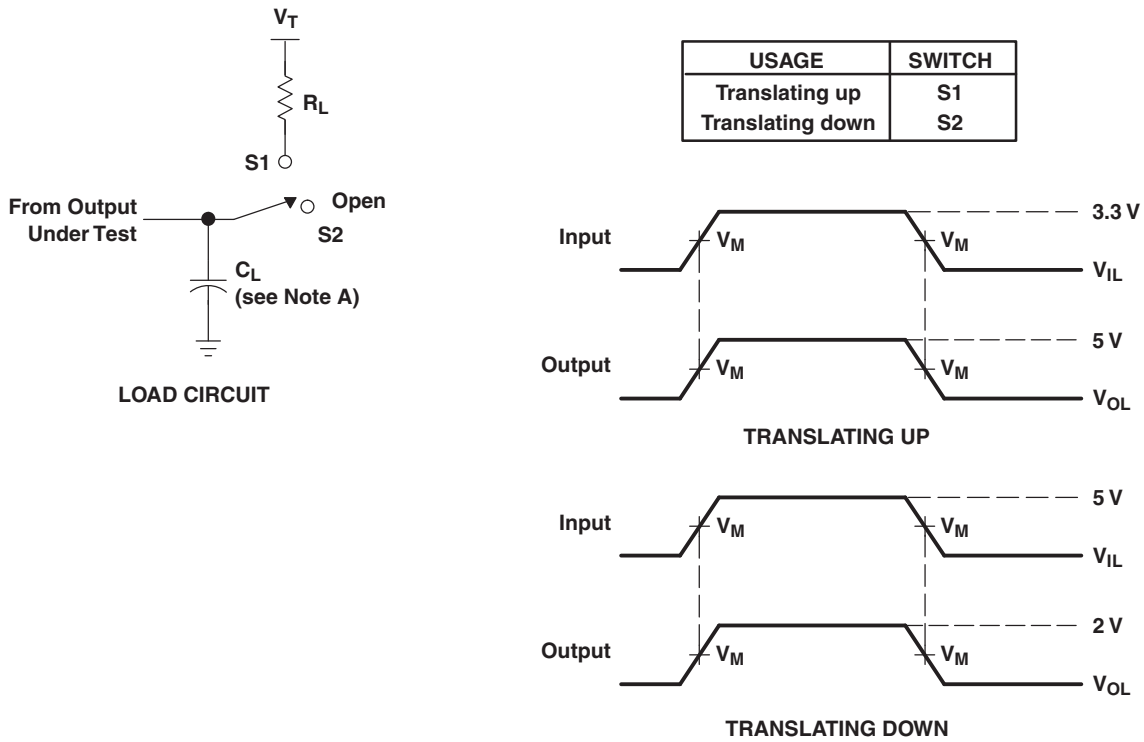 V_T
R_L
S1
Open
S2
From Output
Under Test
C_L
(see Note A)
LOAD CIRCUIT
USAGE SWITCH
Translating up S1
Translating down S2
3.3 V
Input V_M V_M
V_IL
5 V
Output V_M V_M
V_OL
TRANSLATING UP
5 V
Input V_M V_M
V_IL
2 V
Output V_M V_M
V_OL
TRANSLATING DOWN